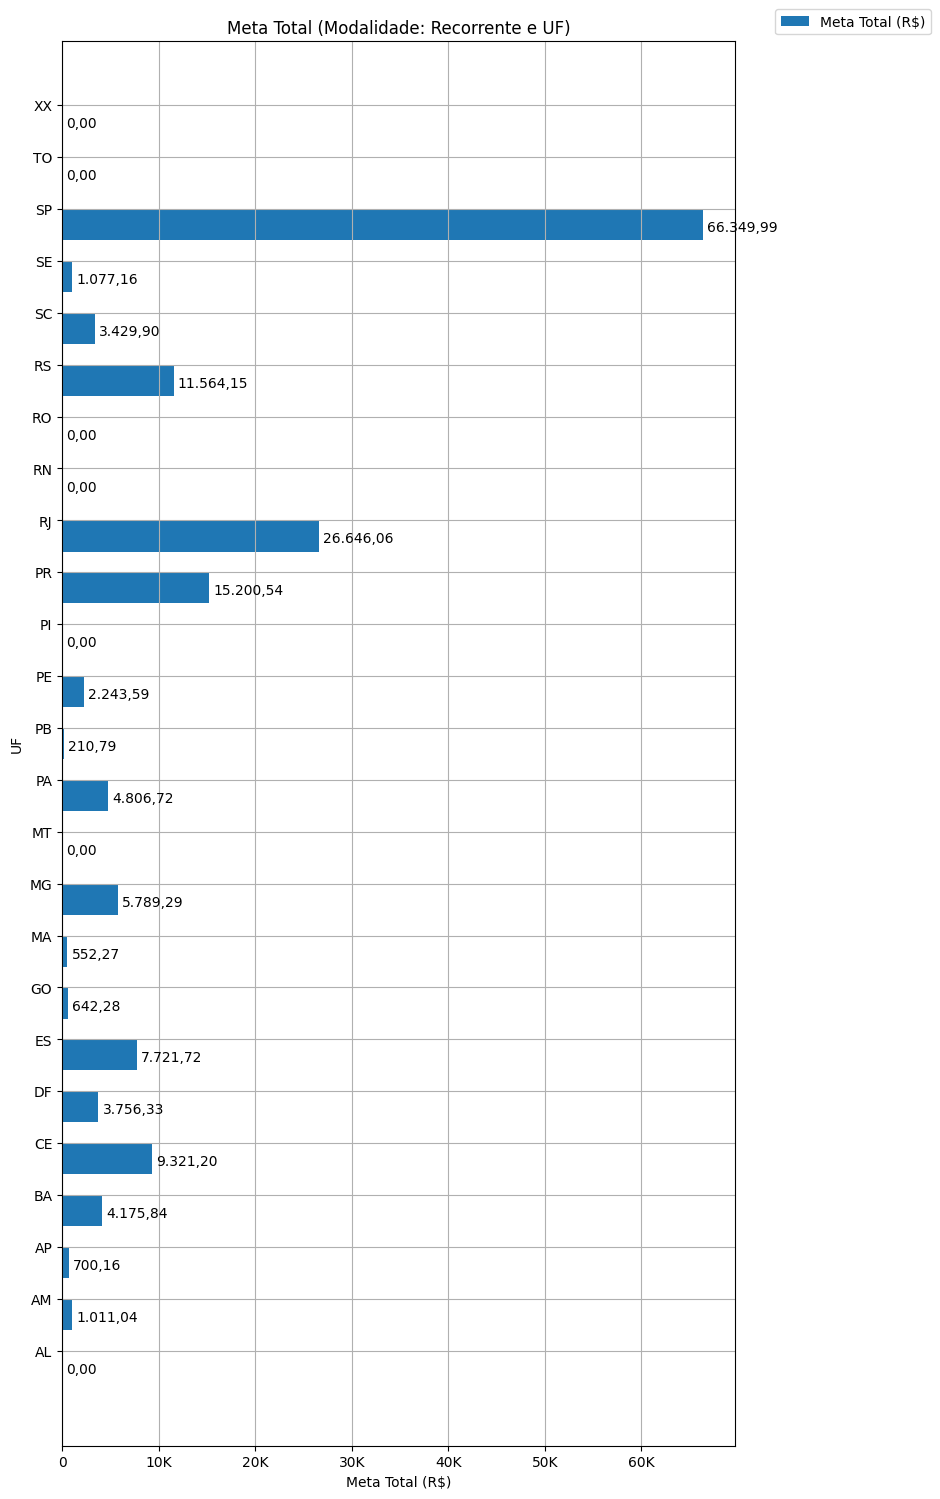 Meta Total (Modalidade: Recorrente e UF)
Meta Total (R$)
XX
0,00
TO
0,00
SP
66.349,99
SE
1.077,16
SC
3.429,90
RS
11.564,15
RO
0,00
RN
0,00
RJ
26.646,06
PR
15.200,54
PI
0,00
PE
2.243,59
PB
210,79
PA
4.806,72
MT
0,00
MG
5.789,29
MA
552,27
GO
642,28
ES
7.721,72
DF
3.756,33
CE
9.321,20
BA
4.175,84
AP
700,16
AM
1.011,04
AL
0,00
UF
0 10K 20K 30K 40K 50K 60K
Meta Total (R$)